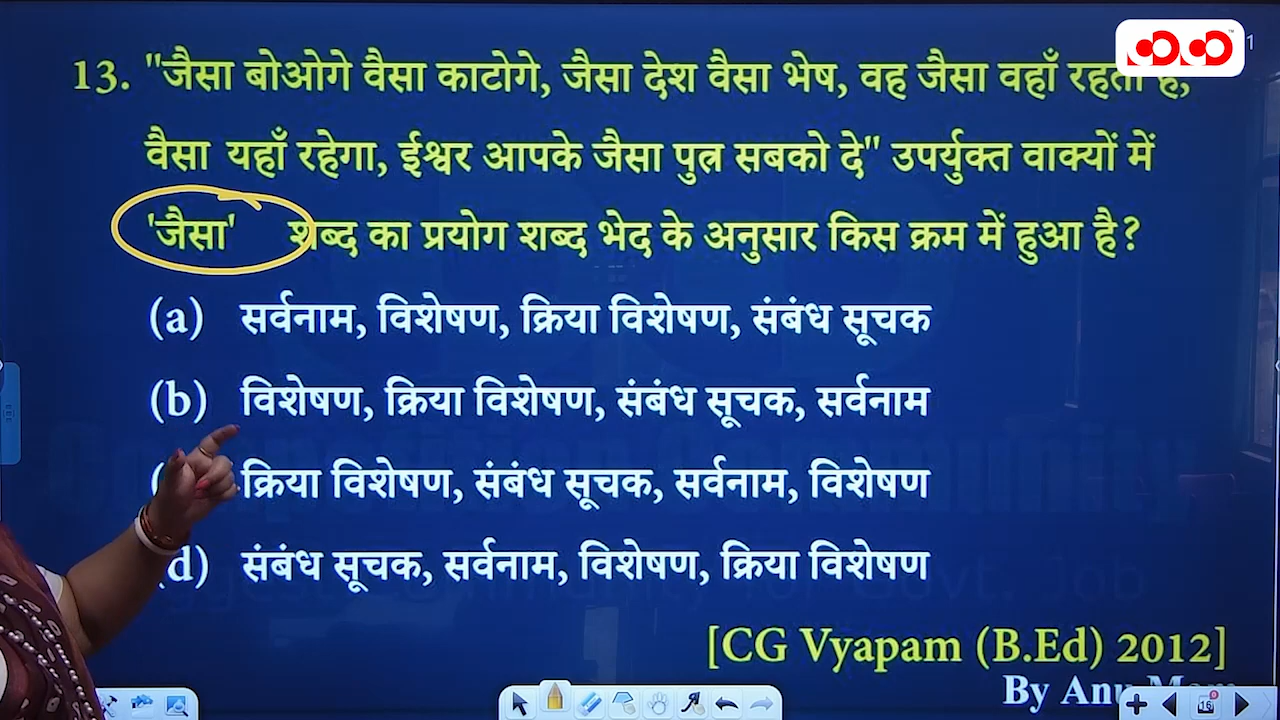 13. "जैसा बोओगे वैसा काटोगे, जैसा देश वैसा भेष, वह जैसा वहाँ रहता है,
वैसा यहाँ रहेगा, ईश्वर आपके जैसा पुत्र सबको दे" उपर्युक्त वाक्यों में
'जैसा' शब्द का प्रयोग शब्द भेद के अनुसार किस क्रम में हुआ है?
(a) सर्वनाम, विशेषण, क्रिया विशेषण, संबंध सूचक
(b) विशेषण, क्रिया विशेषण, संबंध सूचक, सर्वनाम
क्रिया विशेषण, संबंध सूचक, सर्वनाम, विशेषण
(d) संबंध सूचक, सर्वनाम, विशेषण, क्रिया विशेषण
[CG Vyapam (B.Ed) 2012]
By Anu Mam
16